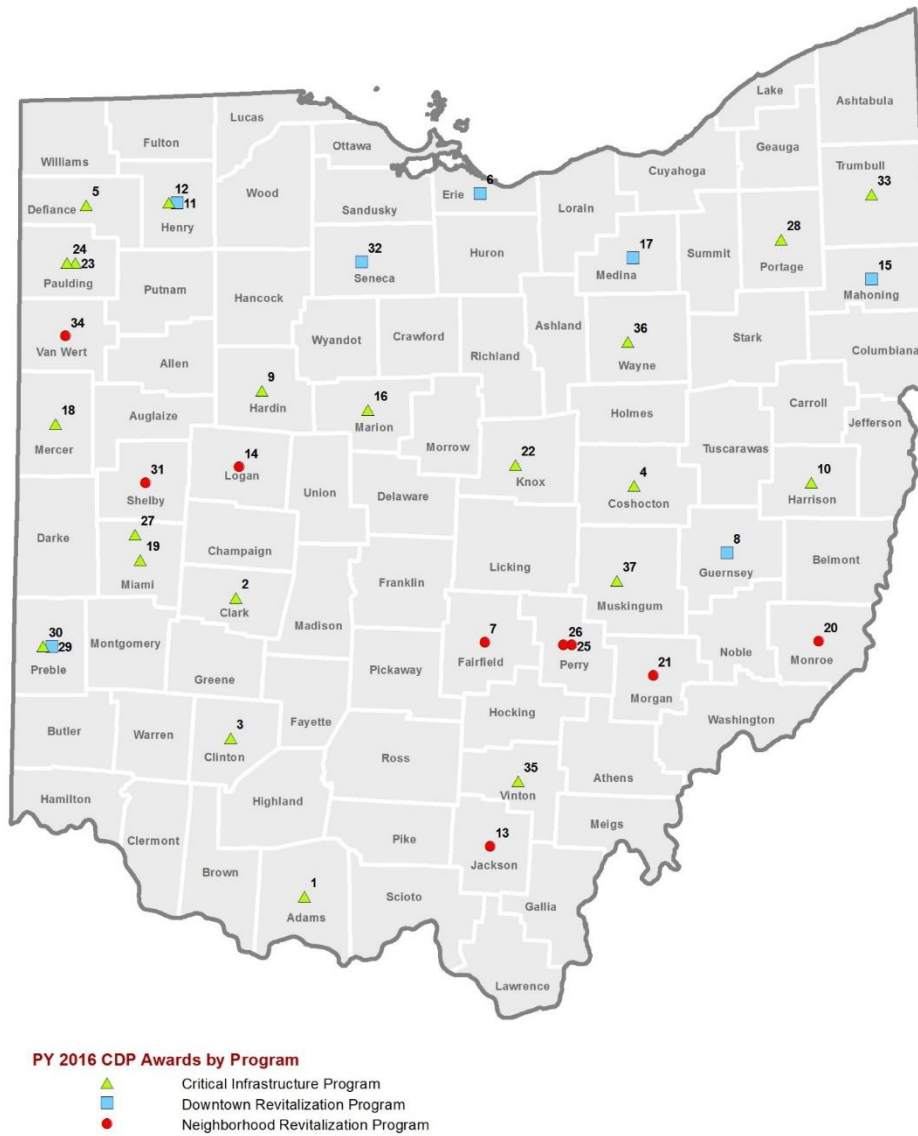 Lake
Ashtabula
Lucas
Fulton
Ottawa
Geauga
Williams
Cuyahoga
Trumbull
33
5
12
11
Wood
6
Erie
Lorain
Defiance
Henry
Sandusky
28
24
23
32
Huron
17
Summit
Portage
15
Paulding
Seneca
Medina
Putnam
Hancock
Mahoning
34
Ashland
36
Stark
Van Wert
Wyandot
Crawford
Richland
Wayne
Columbiana
Allen
9
Hardin
16
Marion
Carroll
18
Auglaize
Holmes
Jefferson
Mercer
Morrow
Tuscarawas
31
14
22
4
10
Shelby
Logan
Union
Delaware
Knox
Coshocton
Harrison
27
8
Darke
19
Champaign
Miami
Licking
Guernsey
Belmont
2
Franklin
37
Clark
Madison
Muskingum
30
29
Montgomery
7
26
25
20
Preble
Greene
Pickaway
Fairfield
Perry
21
Noble
Monroe
Morgan
Hocking
Washington
3
Fayette
Butler
Warren
Clinton
Ross
35
Athens
Vinton
Hamilton
Highland
Clermont
Pike
13
Meigs
Jackson
Brown
1
Adams
Scioto
Gallia
Lawrence
PY 2016 CDP Awards by Program
Critical Infrastructure Program
Downtown Revitalization Program
Neighborhood Revitalization Program